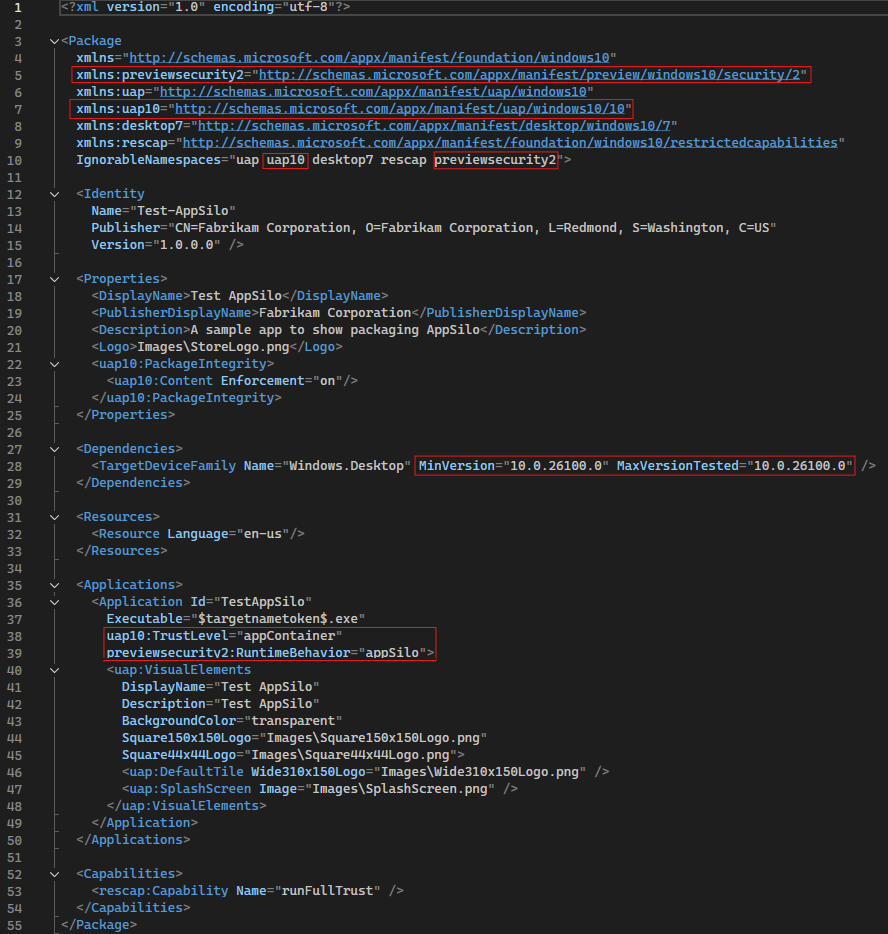 1 <?xml version="1.0" encoding="utf-8"?>
2
3 <Package
4 xmlns="http://schemas.microsoft.com/appx/manifest/foundation/windows10"
5 xmlns:previewsecurity2="http://schemas.microsoft.com/appx/manifest/preview/windows10/security/2"
6 xmlns:uap="http://schemas.microsoft.com/appx/manifest/uap/windows10"
7 xmlns:uap10="http://schemas.microsoft.com/appx/manifest/uap/windows10/10"
8 xmlns:desktop7="http://schemas.microsoft.com/appx/manifest/desktop/windows10/7"
9 xmlns:rescap="http://schemas.microsoft.com/appx/manifest/foundation/windows10/restrictedcapabilities"
10 IgnorableNamespaces="uap uap10 desktop7 rescap previewsecurity2">
11
12 <Identity
13 Name="Test-AppSilo"
14 Publisher="CN=Fabrikam Corporation, O=Fabrikam Corporation, L=Redmond, S=Washington, C=US"
15 Version="1.0.0.0" />
16
17 <Properties>
18 <DisplayName>Test AppSilo</DisplayName>
19 <PublisherDisplayName>Fabrikam Corporation</PublisherDisplayName>
20 <Description>A sample app to show packaging AppSilo</Description>
21 <Logo>Images\StoreLogo.png</Logo>
22 <uap10:PackageIntegrity>
23 <uap10:Content Enforcement="on"/>
24 </uap10:PackageIntegrity>
25 </Properties>
26
27 <Dependencies>
28 <TargetDeviceFamily Name="Windows.Desktop" MinVersion="10.0.26100.0" MaxVersionTested="10.0.26100.0" />
29 </Dependencies>
30
31 <Resources>
32 <Resource Language="en-us"/>
33 </Resources>
34
35 <Applications>
36 <Application Id="TestAppSilo"
37 Executable="$targetnametoken$.exe"
38 uap10:TrustLevel="appContainer"
39 previewsecurity2:RuntimeBehavior="appSilo">
40 <uap:VisualElements
41 DisplayName="Test AppSilo"
42 Description="Test AppSilo"
43 BackgroundColor="transparent"
44 Square150x150Logo="Images\Square150x150Logo.png"
45 Square44x44Logo="Images\Square44x44Logo.png">
46 <uap:DefaultTile Wide310x150Logo="Images\Wide310x150Logo.png" />
47 <uap:SplashScreen Image="Images\SplashScreen.png" />
48 </uap:VisualElements>
49 </Application>
50 </Applications>
51
52 <Capabilities>
53 <rescap:Capability Name="runFullTrust" />
54 </Capabilities>
55 </Package>